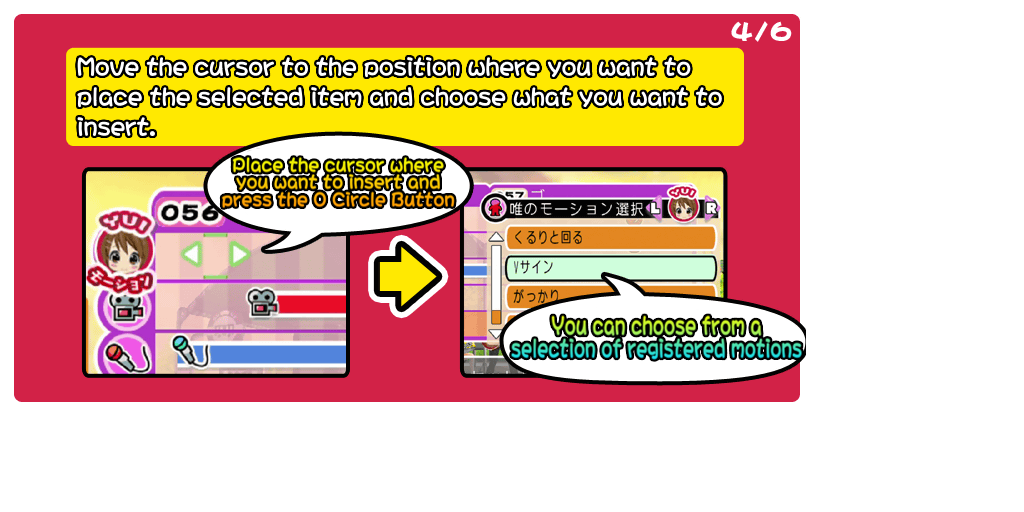 4/6
Move the cursor to the position where you want to
place the selected item and choose what you want to
insert.
Place the cursor where
you want to insert and
press the O Circle Button
056
YUI
モーション
57
YUI
唯のモーション選択 L R
くるりと回る
Vサイン
がっかり
You can choose from a
selection of registered motions